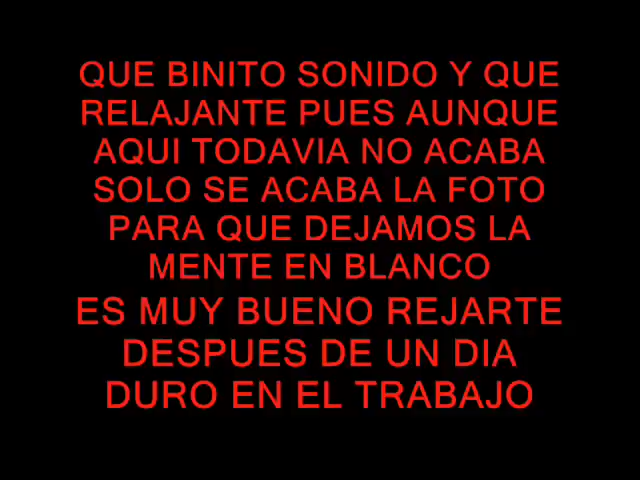 QUE BINITO SONIDO Y QUE
RELAJANTE PUES AUNQUE
AQUI TODAVIA NO ACABA
SOLO SE ACABA LA FOTO
PARA QUE DEJAMOS LA
MENTE EN BLANCO
ES MUY BUENO REJARTE
DESPUES DE UN DIA
DURO EN EL TRABAJO